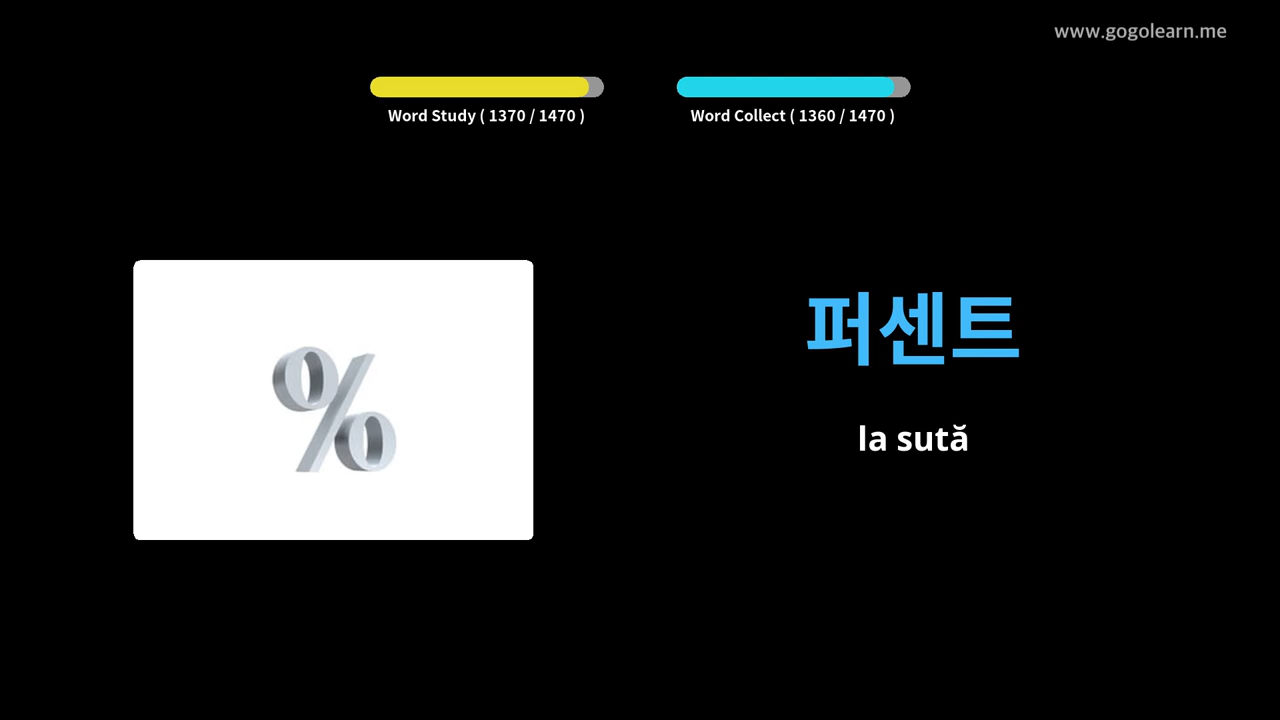 www.gogolearn.me
Word Study ( 1370 / 1470 )
Word Collect ( 1360 / 1470 )
%
퍼센트
la sută